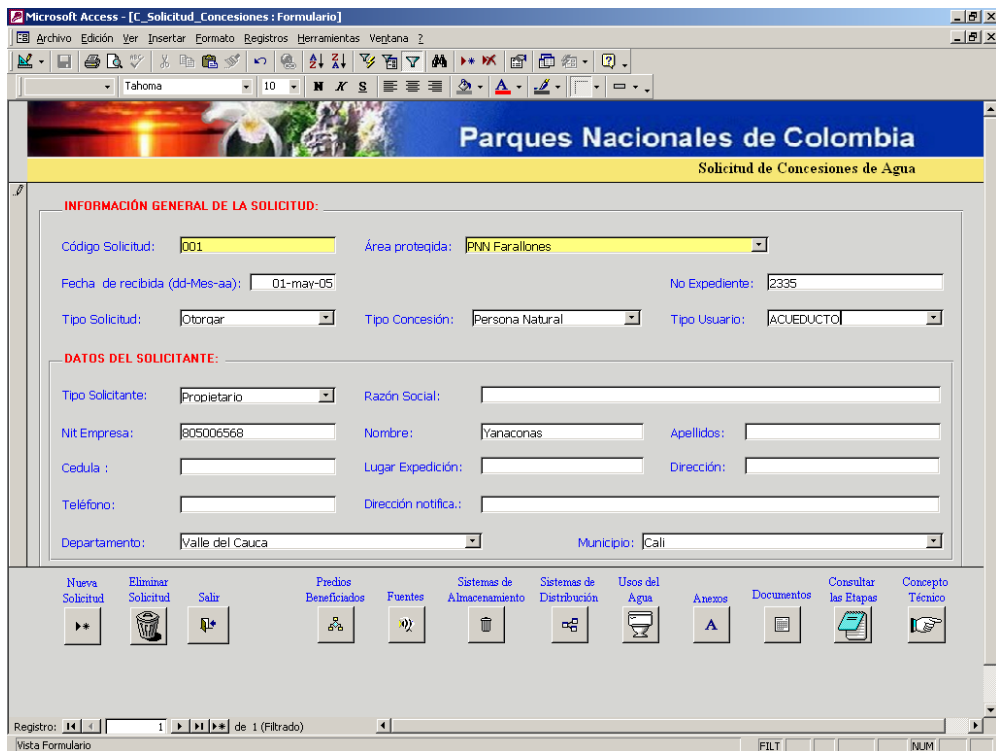 Microsoft Access - [C_Solicitud_Concesiones : Formulario]
Archivo Edición Ver Insertar Formato Registros Herramientas Ventana ?
Tahoma 10 N K S
Parques Nacionales de Colombia
Solicitud de Concesiones de Agua
INFORMACIÓN GENERAL DE LA SOLICITUD:
Código Solicitud: 001 Área protegida: PNN Farallones
Fecha de recibida (dd-Mes-aa): 01-may-05 No Expediente: 2335
Tipo Solicitud: Otorgar Tipo Concesión: Persona Natural Tipo Usuario: ACUEDUCTO
DATOS DEL SOLICITANTE:
Tipo Solicitante: Propietario Razón Social:
Nit Empresa: 805006568 Nombre: Yanaconas Apellidos:
Cedula : Lugar Expedición: Dirección:
Teléfono: Dirección notifica.:
Departamento: Valle del Cauca Municipio: Cali
Nueva Eliminar Predios Sistemas de Sistemas de Usos del Consultar Concepto
Solicitud Solicitud Salir Beneficiados Fuentes Almacenamiento Distribución Agua Anexos Documentos las Etapas Técnico
A
Registro: 1 de 1 (Filtrado)
Vista Formulario FILT NUM